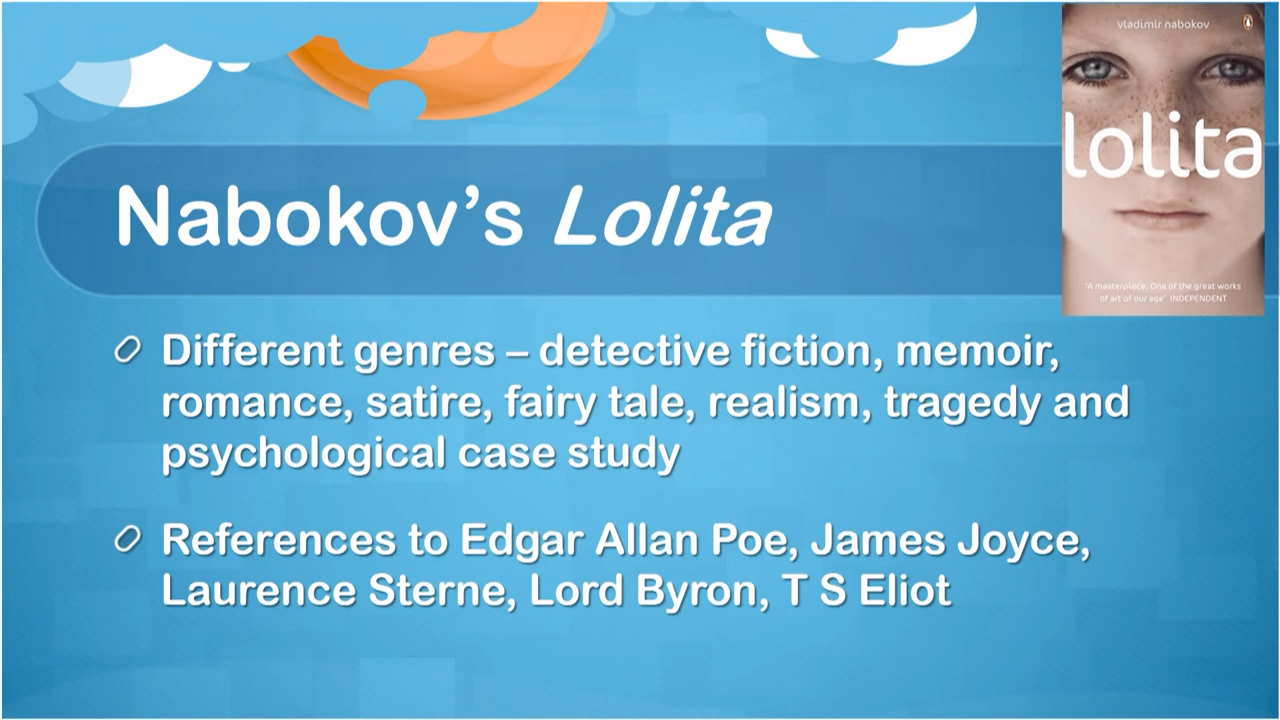 vladimir nabokov
lolita
"A masterpiece. One of the great works
of art of our age" INDEPENDENT
Nabokov’s Lolita
Different genres – detective fiction, memoir,
romance, satire, fairy tale, realism, tragedy and
psychological case study
References to Edgar Allan Poe, James Joyce,
Laurence Sterne, Lord Byron, T S Eliot